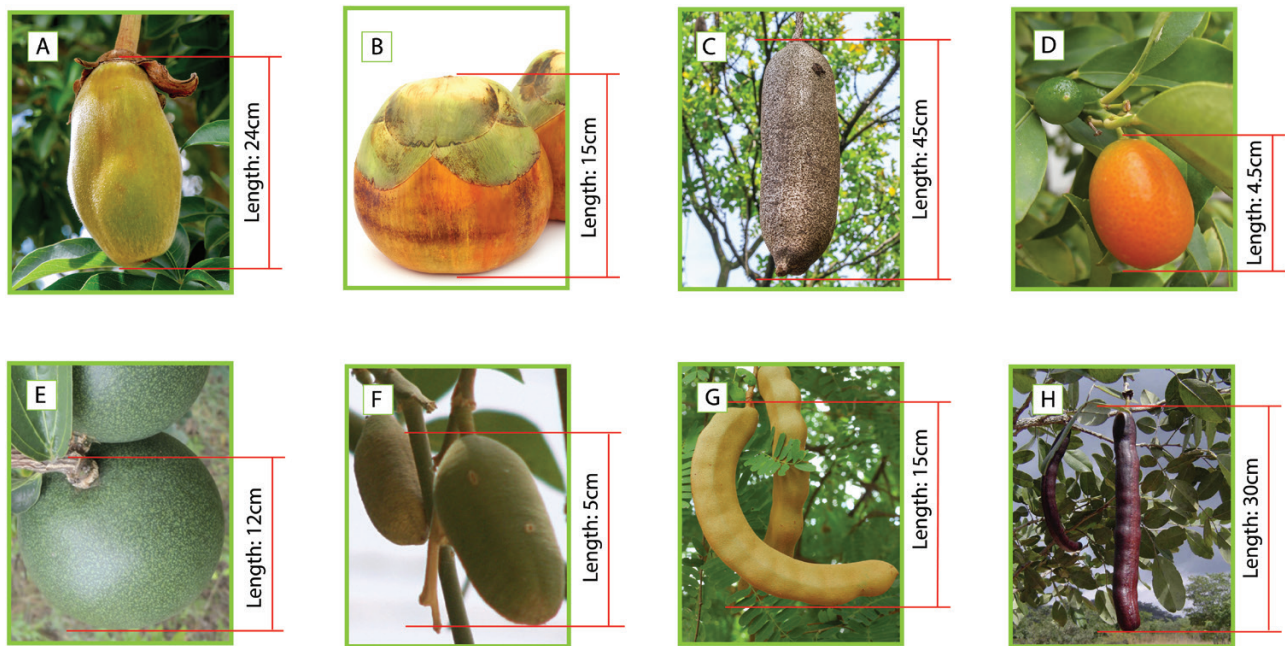 A
Length: 24cm
B
Length: 15cm
C
Length: 45cm
D
Length: 4.5cm
E
Length: 12cm
F
Length: 5cm
G
Length: 15cm
H
Length: 30cm